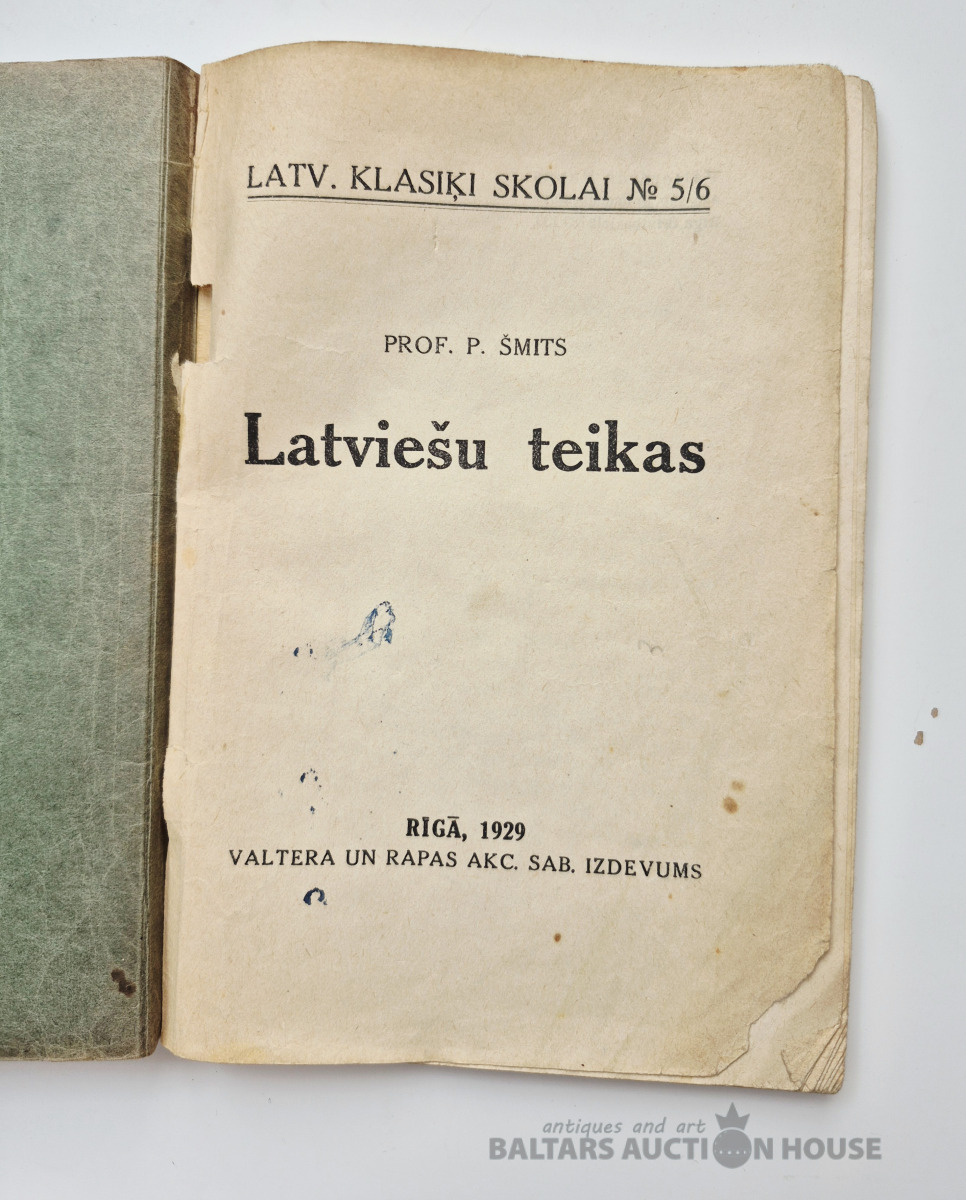 LATV. KLASIĶI SKOLAI № 5/6
PROF. P. ŠMITS
Latviešu teikas
RĪGĀ, 1929
VALTERA UN RAPAS AKC. SAB. IZDEVUMS
antiques and art
BALTARS AUCTION HOUSE